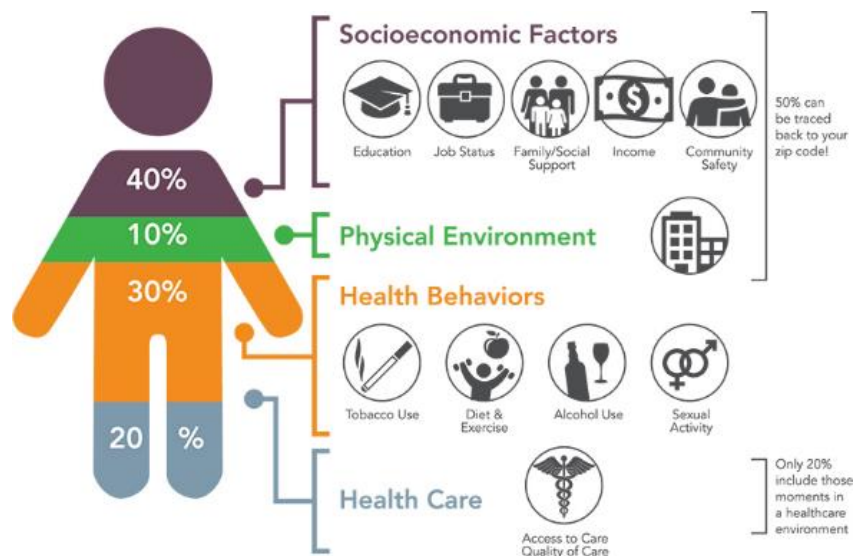 Socioeconomic Factors
Education
Job Status
Family/Social
Support
Income
Community
Safety
50% can
be traced
back to your
zip code!
40%
10%
Physical Environment
30%
Health Behaviors
Tobacco Use
Diet &
Exercise
Alcohol Use
Sexual
Activity
20 %
Health Care
Access to Care
Quality of Care
Only 20%
include those
moments in
a healthcare
environment